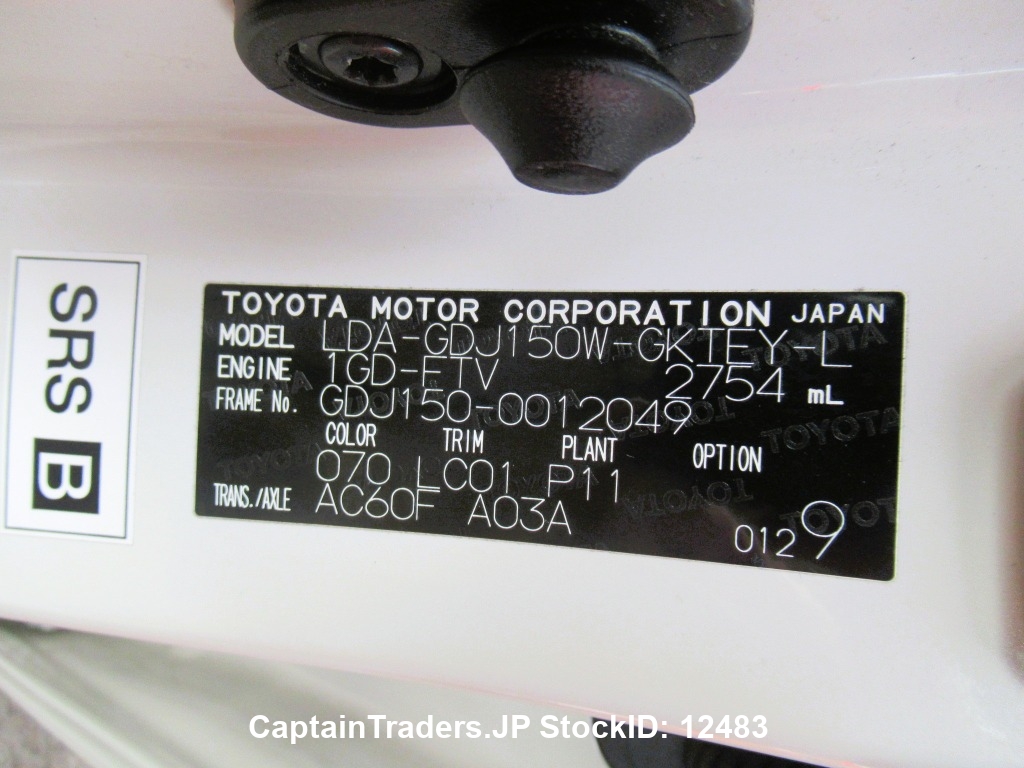 SRS B
TOYOTA MOTOR CORPORATION JAPAN
MODEL LDA-GDJ150W-GKTEY-L
ENGINE 1GD-FTV 2754 mL
FRAME No. GDJ150-0012049
COLOR TRIM PLANT OPTION
070 LC01 P11
TRANS./AXLE AC60F A03A
0129
CaptainTraders.JP StockID: 12483